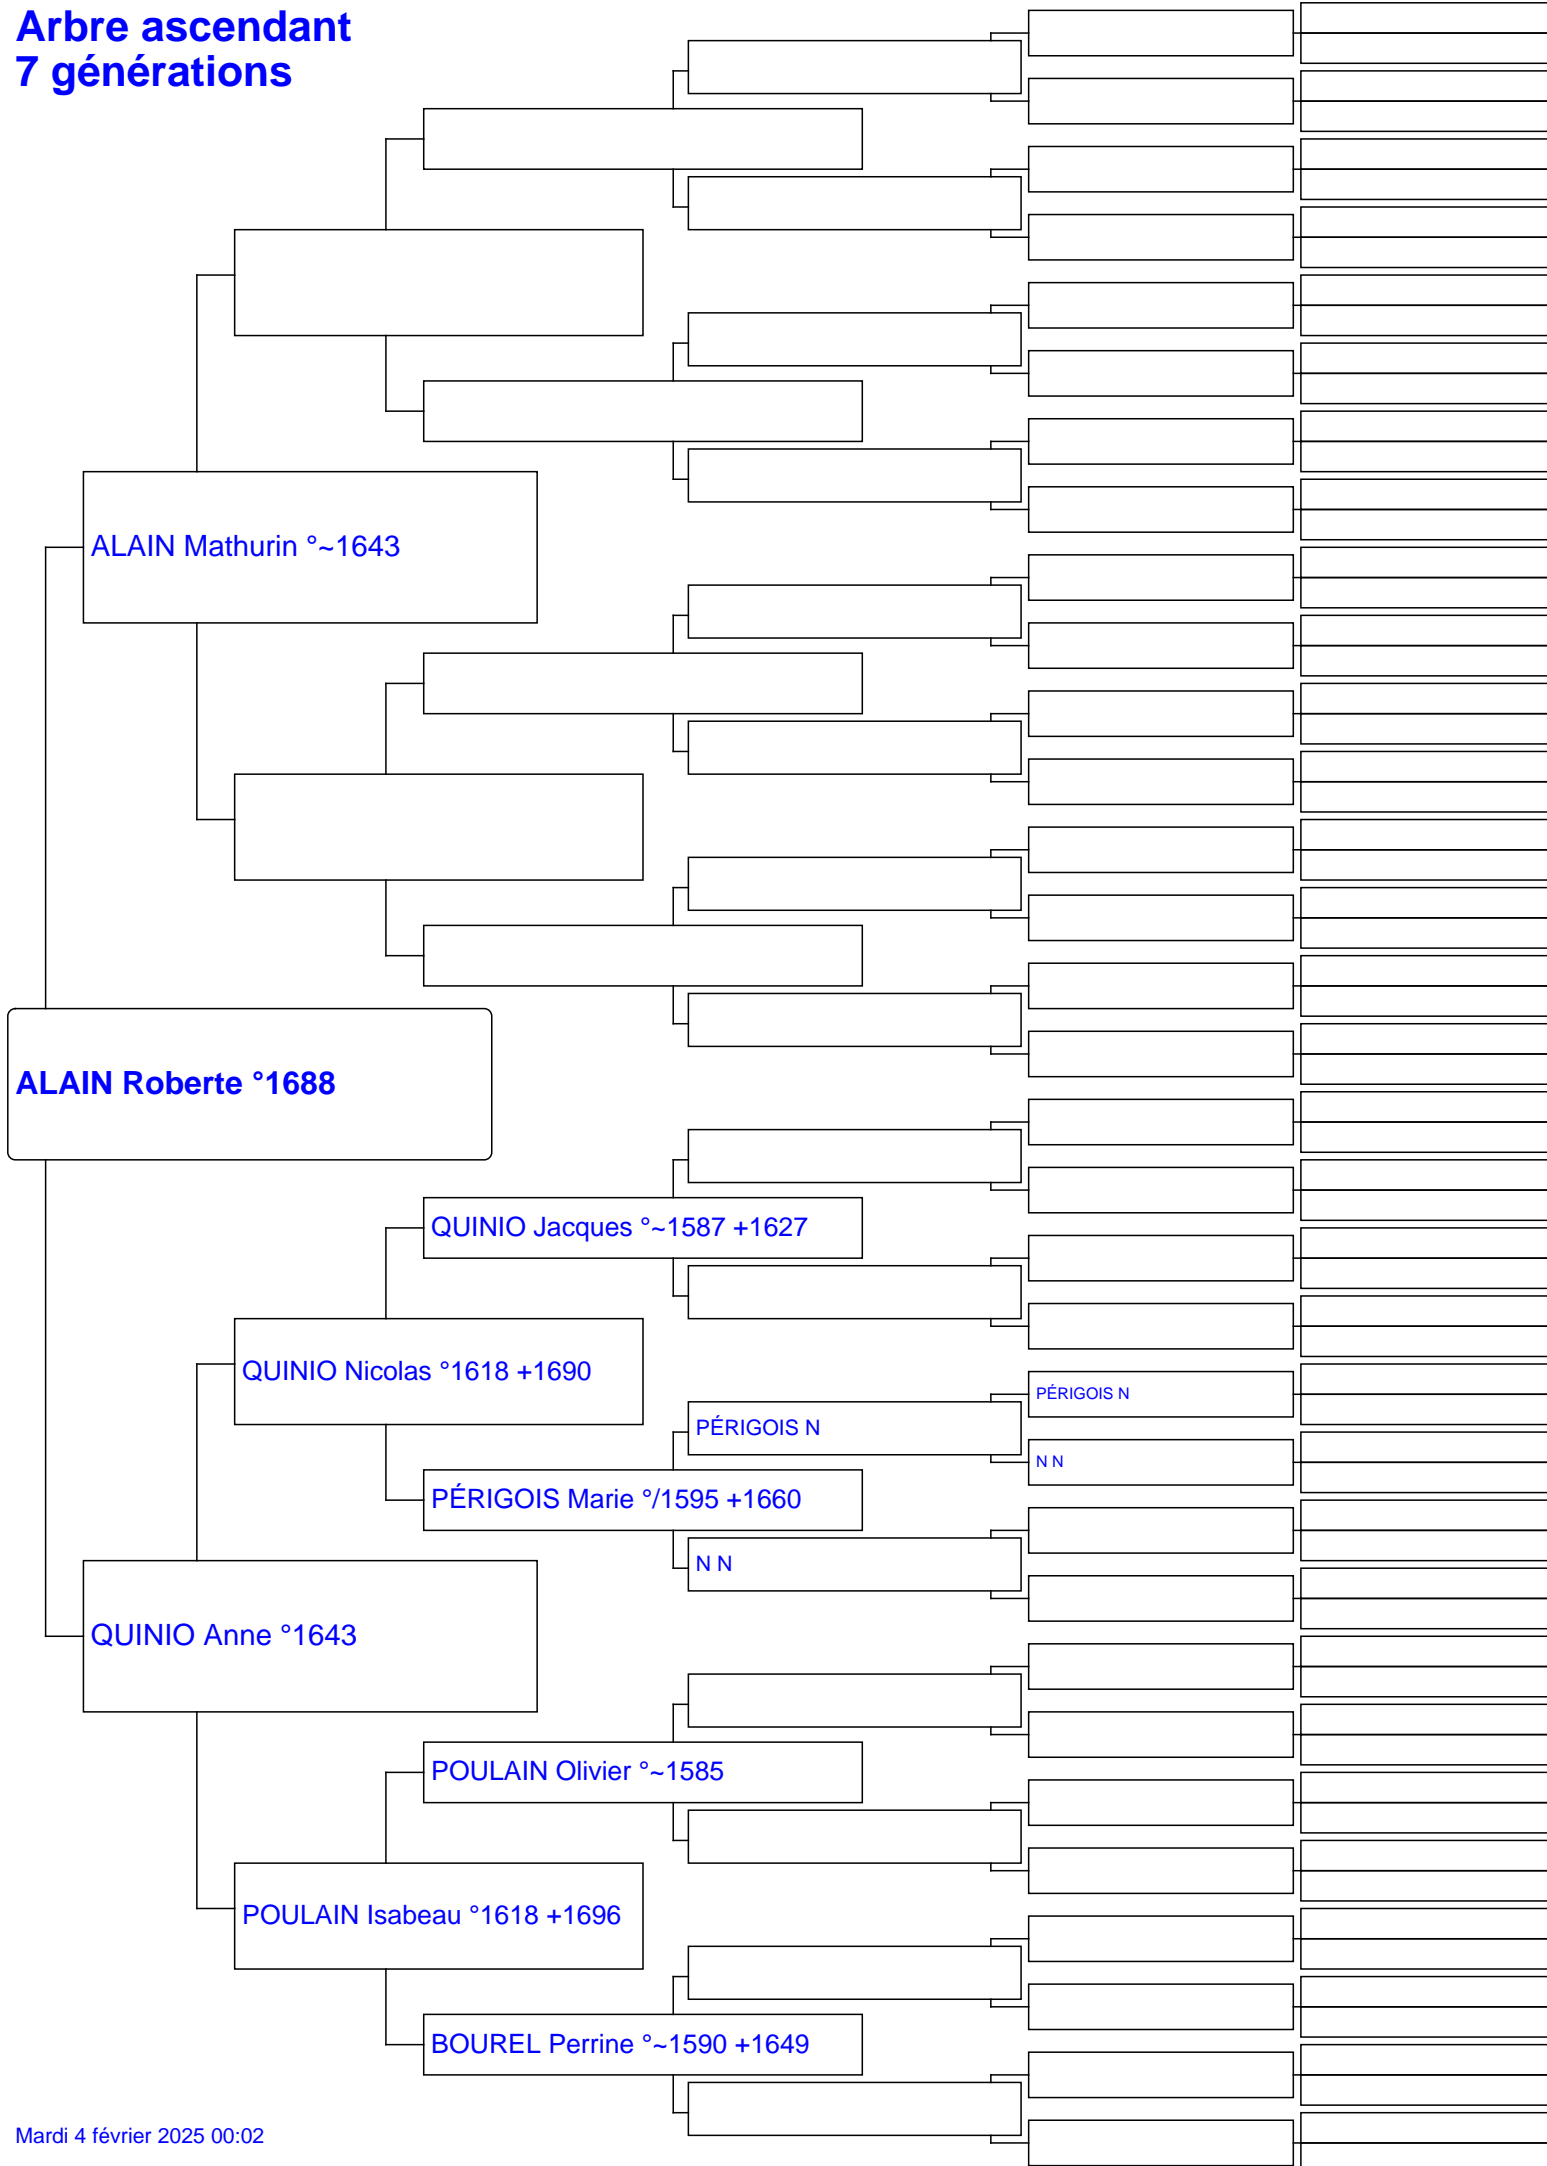 Arbre ascendant
7 générations
ALAIN Mathurin °~1643
ALAIN Roberte °1688
QUINIO Jacques °~1587 +1627
QUINIO Nicolas °1618 +1690
PÉRIGOIS N
PÉRIGOIS N
N N
PÉRIGOIS Marie °/1595 +1660
N N
QUINIO Anne °1643
POULAIN Olivier °~1585
POULAIN Isabeau °1618 +1696
BOUREL Perrine °~1590 +1649
Mardi 4 février 2025 00:02